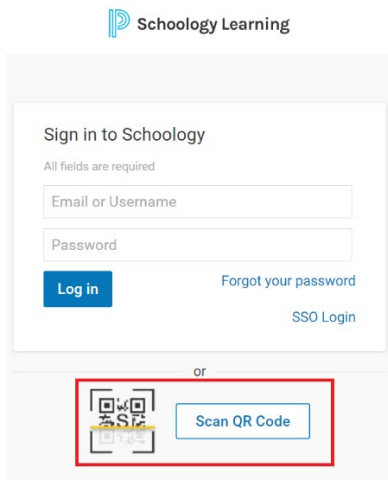 Schoology Learning
Sign in to Schoology
All fields are required
Email or Username
Password
Log in
Forgot your password
SSO Login
or
Scan QR Code